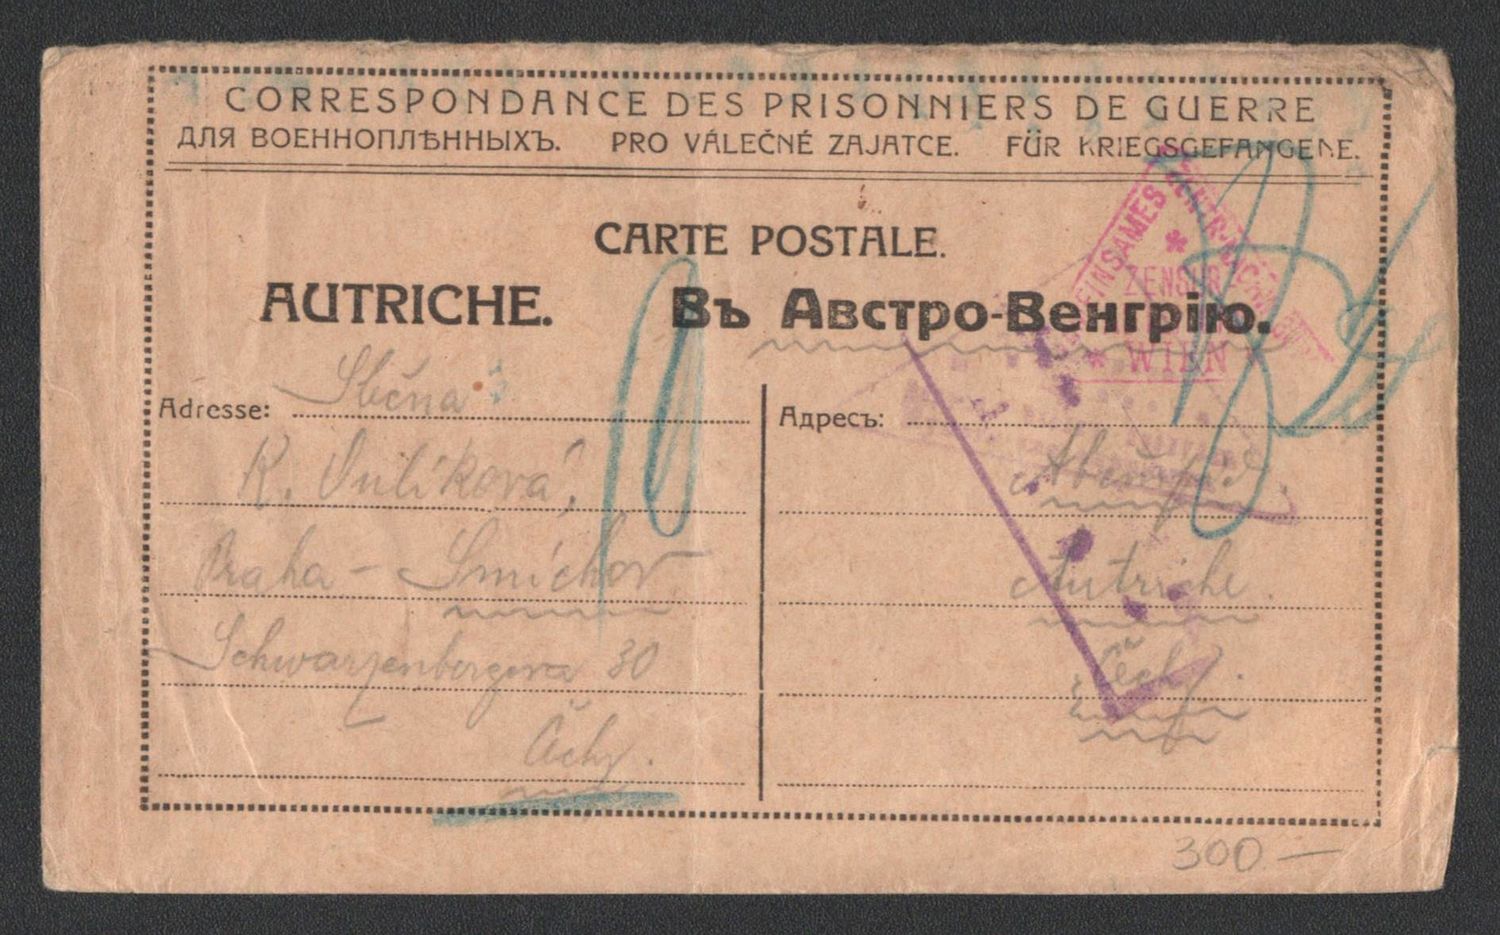 CORRESPONDANCE DES PRISONNIERS DE GUERRE
ДЛЯ ВОЕННОПЛѢННЫХЪ. PRO VÁLEČNÉ ZAJATCE. FÜR KRIEGSGEFANGENE.
CARTE POSTALE.
AUTRICHE. Въ Австро-Венгрію.
ZENSUR
WIEN
Adresse: Slečna
Адресъ:
K.
Praha - Smíchov
Autriche.
Schwarzenbergova 30
Čechy.
Čechy.
300.—